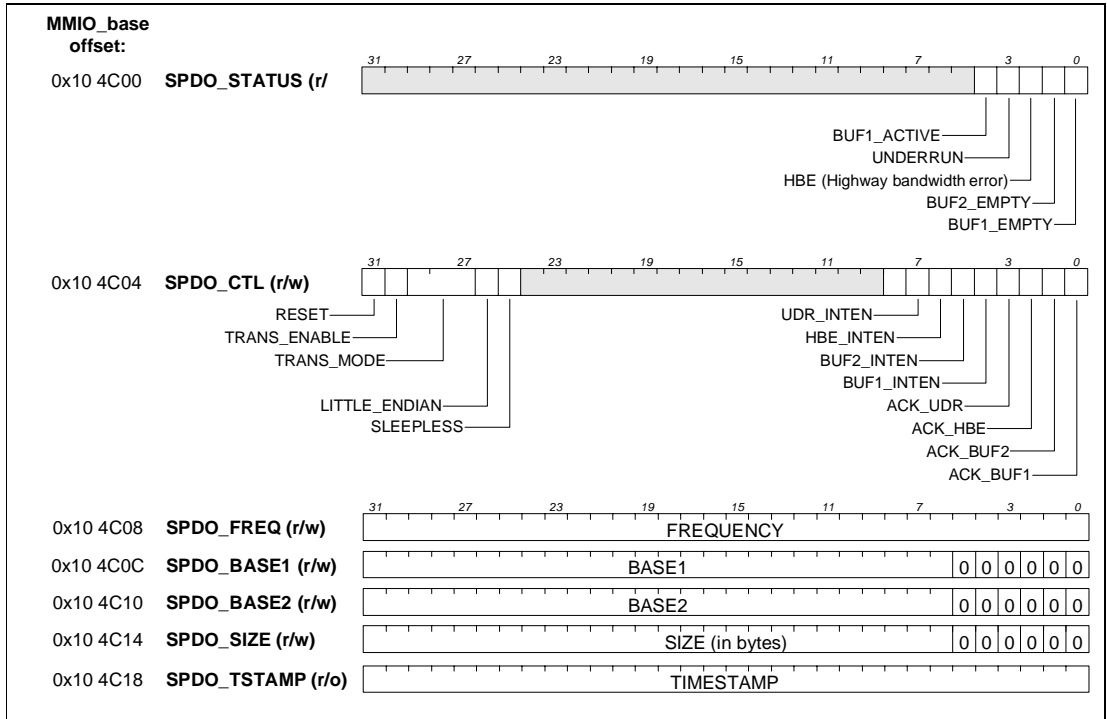 MMIO_base
offset:
31 27 23 19 15 11 7 3 0
0x10 4C00 SPDO_STATUS (r/
BUF1_ACTIVE
UNDERRUN
HBE (Highway bandwidth error)
BUF2_EMPTY
BUF1_EMPTY
31 27 23 19 15 11 7 3 0
0x10 4C04 SPDO_CTL (r/w)
RESET UDR_INTEN
TRANS_ENABLE HBE_INTEN
TRANS_MODE BUF2_INTEN
BUF1_INTEN
LITTLE_ENDIAN ACK_UDR
SLEEPLESS ACK_HBE
ACK_BUF2
ACK_BUF1
31 27 23 19 15 11 7 3 0
0x10 4C08 SPDO_FREQ (r/w) FREQUENCY
0x10 4C0C SPDO_BASE1 (r/w) BASE1 0 0 0 0 0 0
0x10 4C10 SPDO_BASE2 (r/w) BASE2 0 0 0 0 0 0
0x10 4C14 SPDO_SIZE (r/w) SIZE (in bytes) 0 0 0 0 0 0
0x10 4C18 SPDO_TSTAMP (r/o) TIMESTAMP